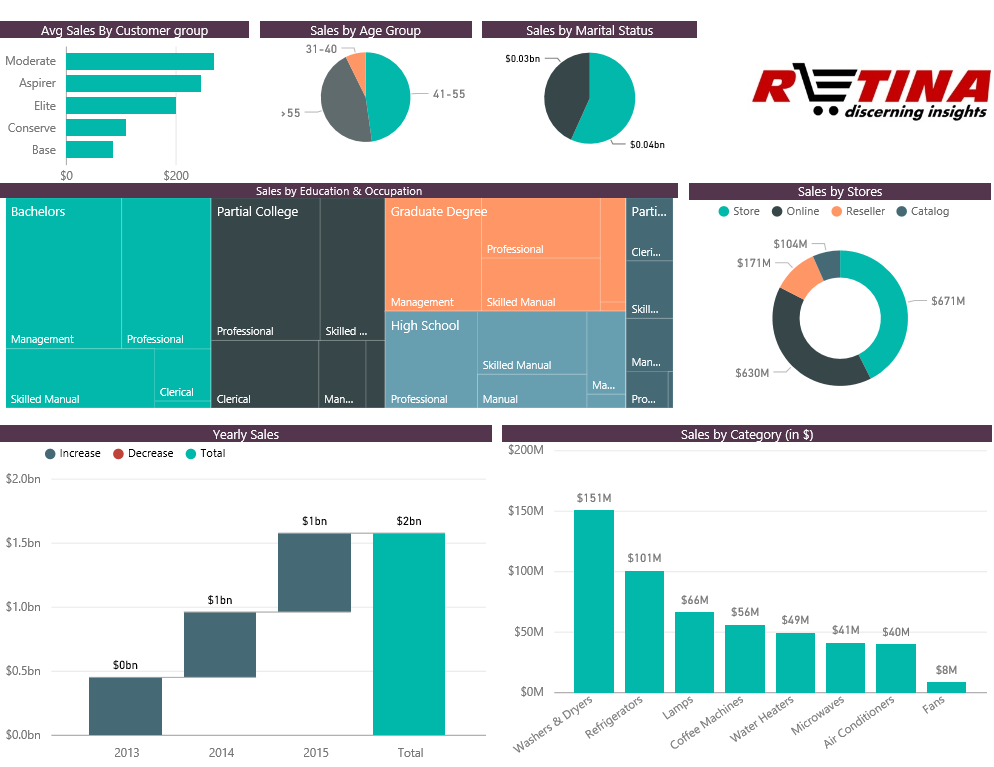 Avg Sales By Customer group
Moderate
Aspirer
Elite
Conserve
Base
$0
$200
Sales by Age Group
31-40
41-55
>55
Sales by Marital Status
$0.03bn
$0.04bn
RETINA
discerning insights
Sales by Education & Occupation
Bachelors
Management
Professional
Skilled Manual
Clerical
Partial College
Professional
Skilled ...
Clerical
Man...
Graduate Degree
Management
Professional
Skilled Manual
High School
Professional
Skilled Manual
Manual
Ma...
Parti...
Cleri...
Skill...
Man...
Pro...
Sales by Stores
Store
Online
Reseller
Catalog
$104M
$171M
$671M
$630M
Yearly Sales
Increase
Decrease
Total
$2.0bn
$1.5bn
$1.0bn
$0.5bn
$0.0bn
$0bn
$1bn
$1bn
$2bn
2013
2014
2015
Total
Sales by Category (in $)
$200M
$150M
$100M
$50M
$0M
$151M
$101M
$66M
$56M
$49M
$41M
$40M
$8M
Washers & Dryers
Refrigerators
Lamps
Coffee Machines
Water Heaters
Microwaves
Air Conditioners
Fans